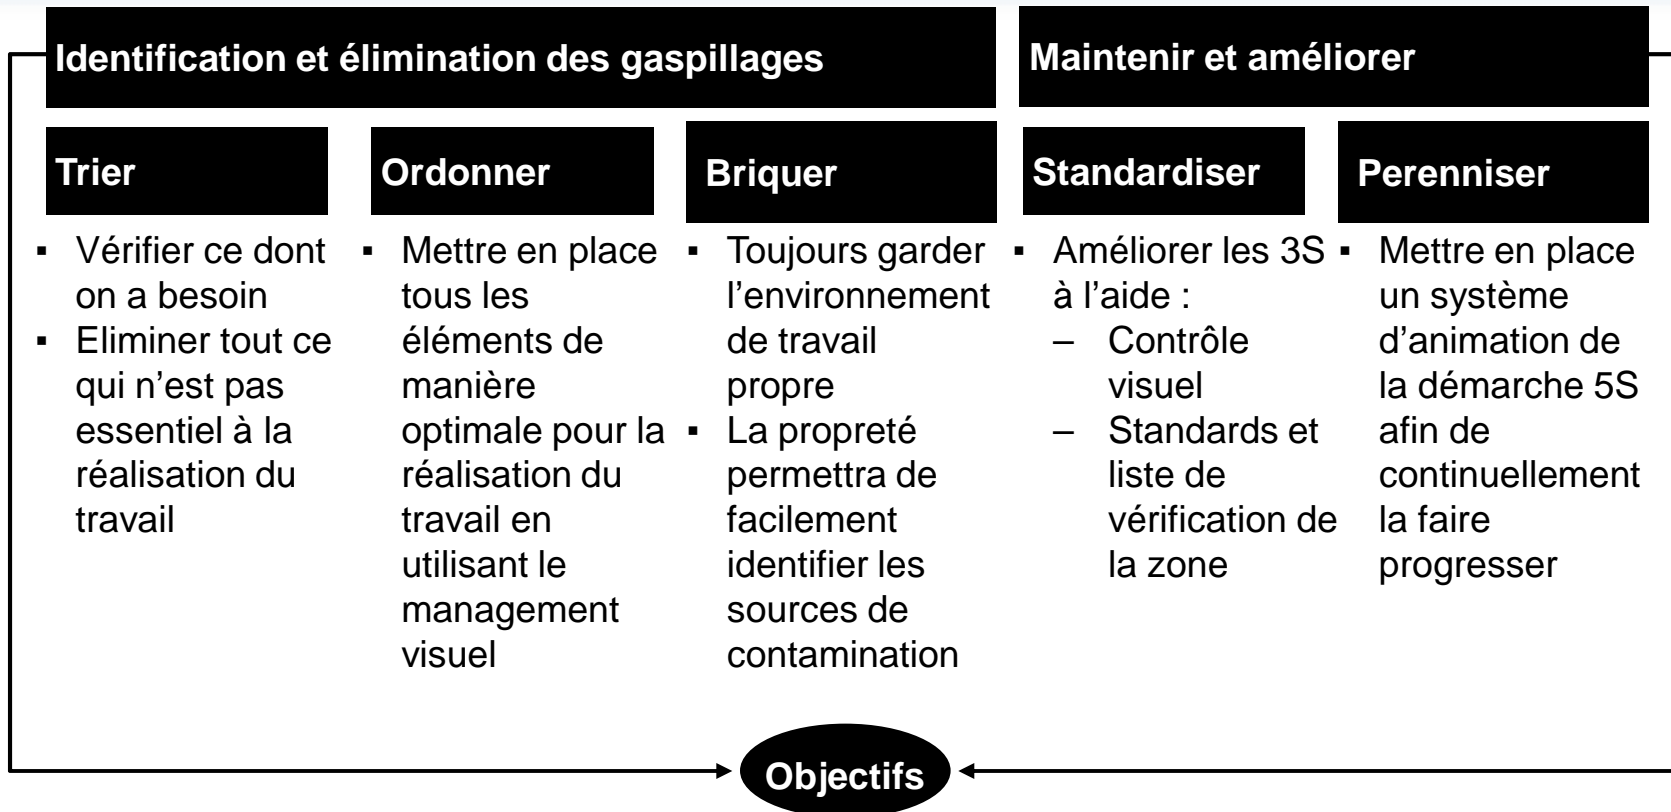 Identification et élimination des gaspillages
Maintenir et améliorer
Trier
▪ Vérifier ce dont
on a besoin
▪ Eliminer tout ce
qui n’est pas
essentiel à la
réalisation du
travail
Ordonner
▪ Mettre en place
tous les
éléments de
manière
optimale pour la
réalisation du
travail en
utilisant le
management
visuel
Briquer
▪ Toujours garder
l’environnement
de travail
propre
▪ La propreté
permettra de
facilement
identifier les
sources de
contamination
Standardiser
▪ Améliorer les 3S
à l’aide :
– Contrôle
visuel
– Standards et
liste de
vérification de
la zone
Perenniser
▪ Mettre en place
un système
d’animation de
la démarche 5S
afin de
continuellement
la faire
progresser
Objectifs